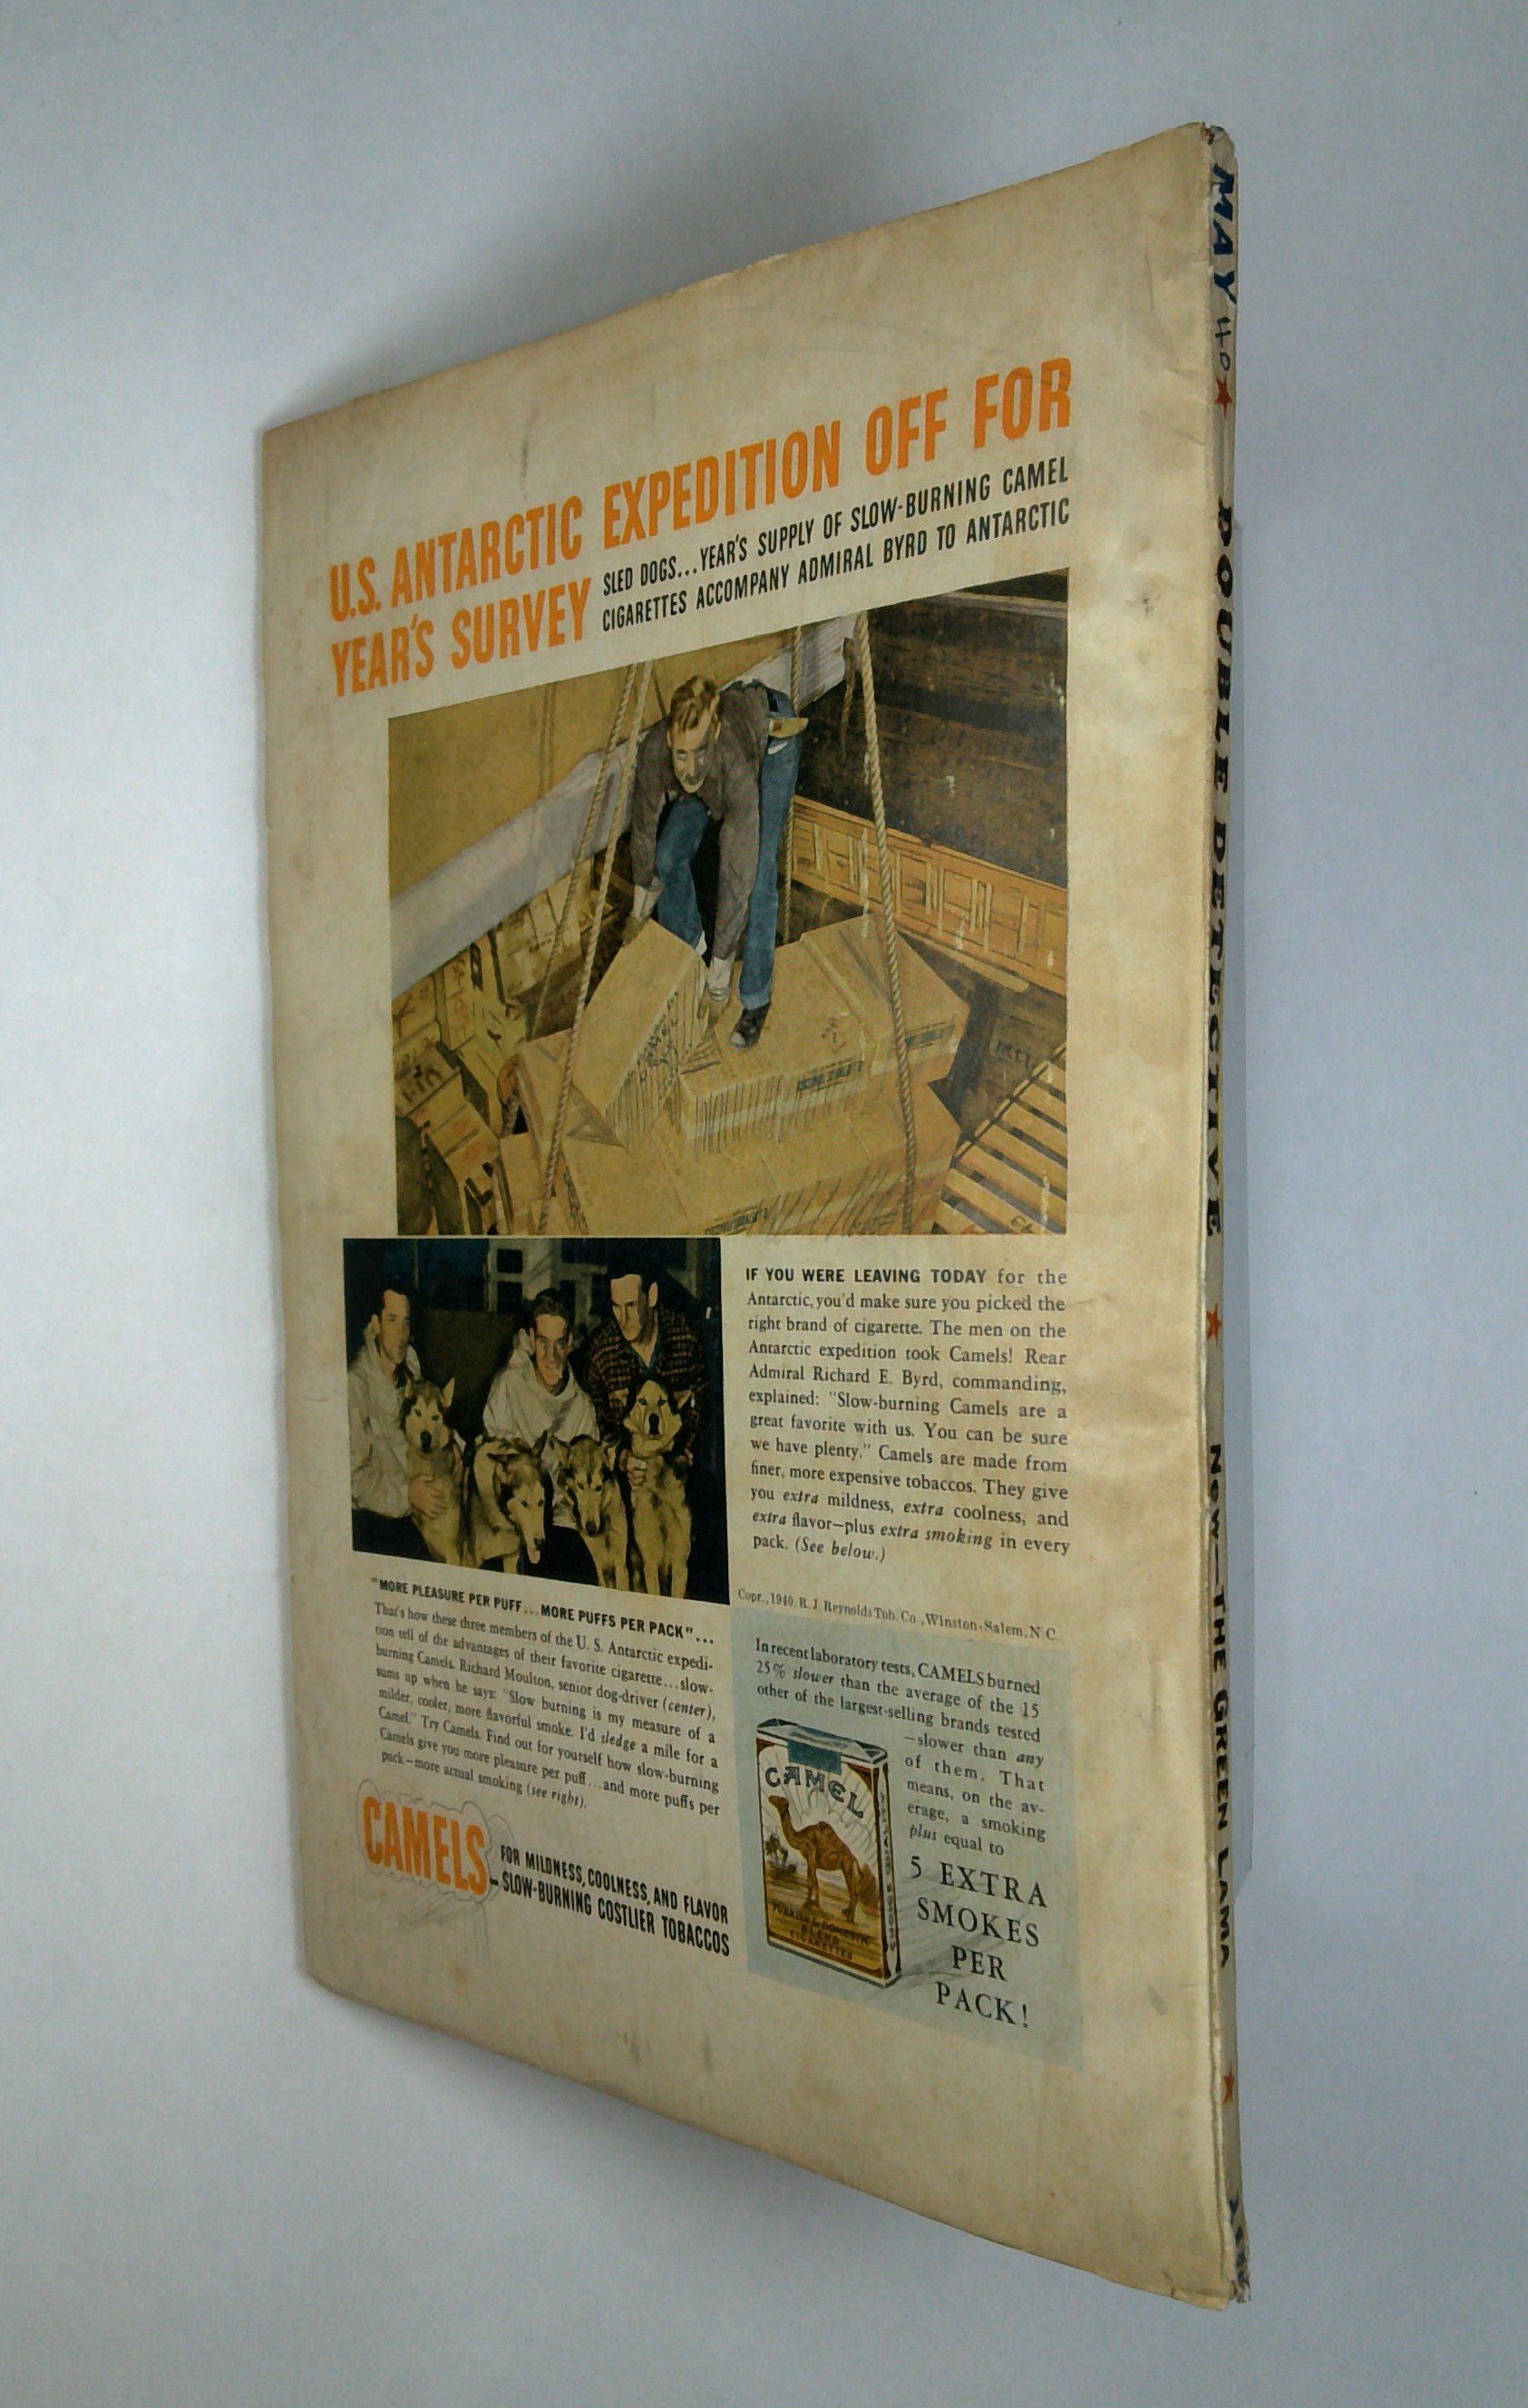 U.S. ANTARCTIC EXPEDITION OFF FOR
YEAR'S SURVEY
SLED DOGS...YEAR'S SUPPLY OF SLOW-BURNING CAMEL
CIGARETTES ACCOMPANY ADMIRAL BYRD TO ANTARCTIC
IF YOU WERE LEAVING TODAY for the
Antarctic, you'd make sure you picked the
right brand of cigarette. The men on the
Antarctic expedition took Camels! Rear
Admiral Richard E. Byrd, commanding,
explained: "Slow-burning Camels are a
great favorite with us. You can be sure
we have plenty." Camels are made from
finer, more expensive tobaccos. They give
you extra mildness, extra coolness, and
extra flavor—plus extra smoking in every
pack. (See below.)
Copr., 1940, R. J. Reynolds Tob. Co., Winston-Salem, N. C.
"MORE PLEASURE PER PUFF...MORE PUFFS PER PACK"...
That's how these three members of the U. S. Antarctic expedi-
tion tell of the advantages of their favorite cigarette...slow-
burning Camels. Richard Moulton, senior dog-driver (center),
sums up when he says: "Slow burning is my measure of a
milder, cooler, more flavorful smoke. I'd sledge a mile for a
Camel." Try Camels. Find out for yourself how slow-burning
Camels give you more pleasure per puff...and more puffs per
pack—more actual smoking (see right).
CAMELS
FOR MILDNESS, COOLNESS, AND FLAVOR
—SLOW-BURNING COSTLIER TOBACCOS
In recent laboratory tests, CAMELS burned
25% slower than the average of the 15
other of the largest-selling brands tested
—slower than any
of them. That
means, on the av-
erage, a smoking
plus equal to
5 EXTRA
SMOKES
PER
PACK!
CAMEL
TURKISH & DOMESTIC
BLEND
CIGARETTES
CHOICE QUALITY
MAY 40
DOUBLE DETECTIVE
NOW—THE GREEN LAMA